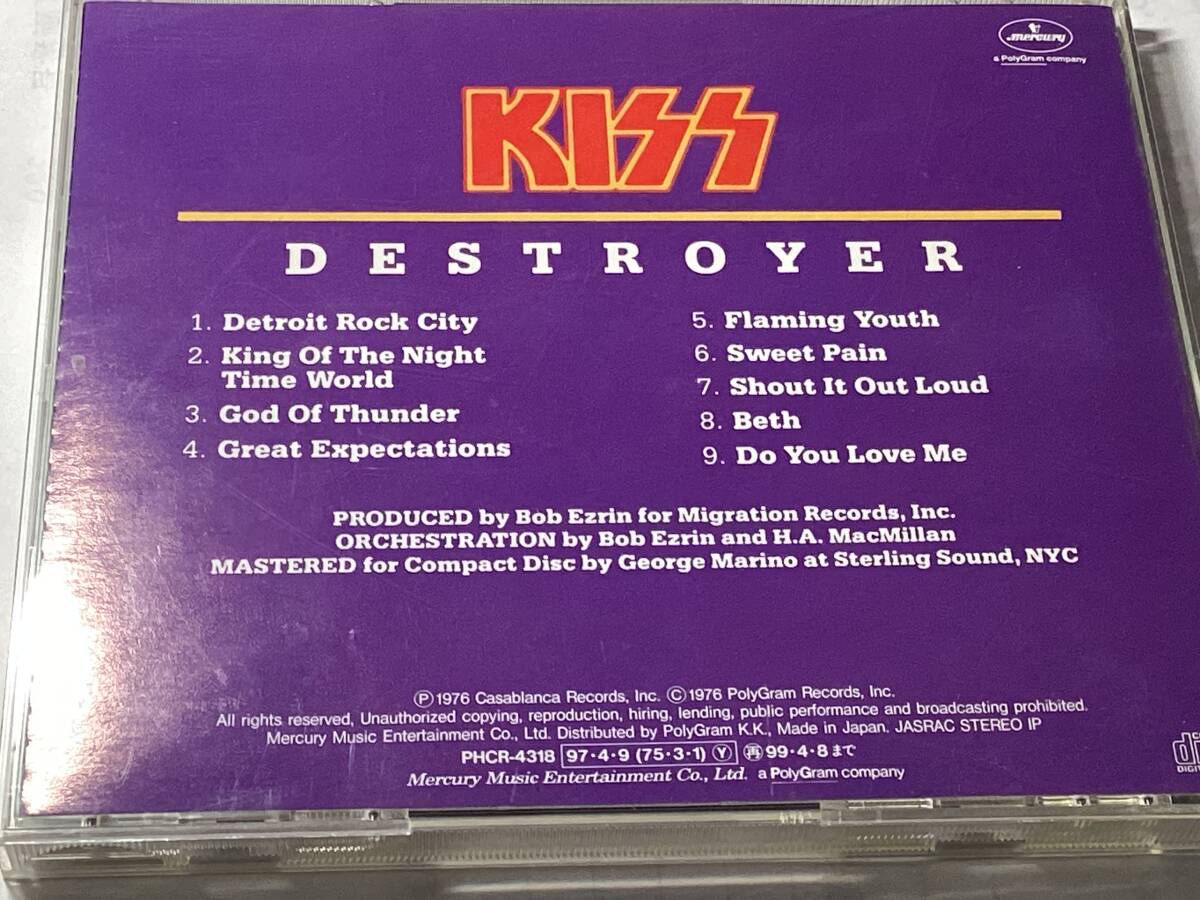 mercury
a PolyGram company
KISS
DESTROYER
1. Detroit Rock City
2. King Of The Night
Time World
3. God Of Thunder
4. Great Expectations
5. Flaming Youth
6. Sweet Pain
7. Shout It Out Loud
8. Beth
9. Do You Love Me
PRODUCED by Bob Ezrin for Migration Records, Inc.
ORCHESTRATION by Bob Ezrin and H.A. MacMillan
MASTERED for Compact Disc by George Marino at Sterling Sound, NYC
Ⓟ1976 Casablanca Records, Inc. Ⓒ1976 PolyGram Records, Inc.
All rights reserved, Unauthorized copying, reproduction, hiring, lending, public performance and broadcasting prohibited.
Mercury Music Entertainment Co., Ltd. Distributed by PolyGram K.K., Made in Japan. JASRAC STEREO IP
PHCR-4318 97・4・9 (75・3・1) Ⓨ 再 99・4・8まで
Mercury Music Entertainment Co., Ltd. a PolyGram company